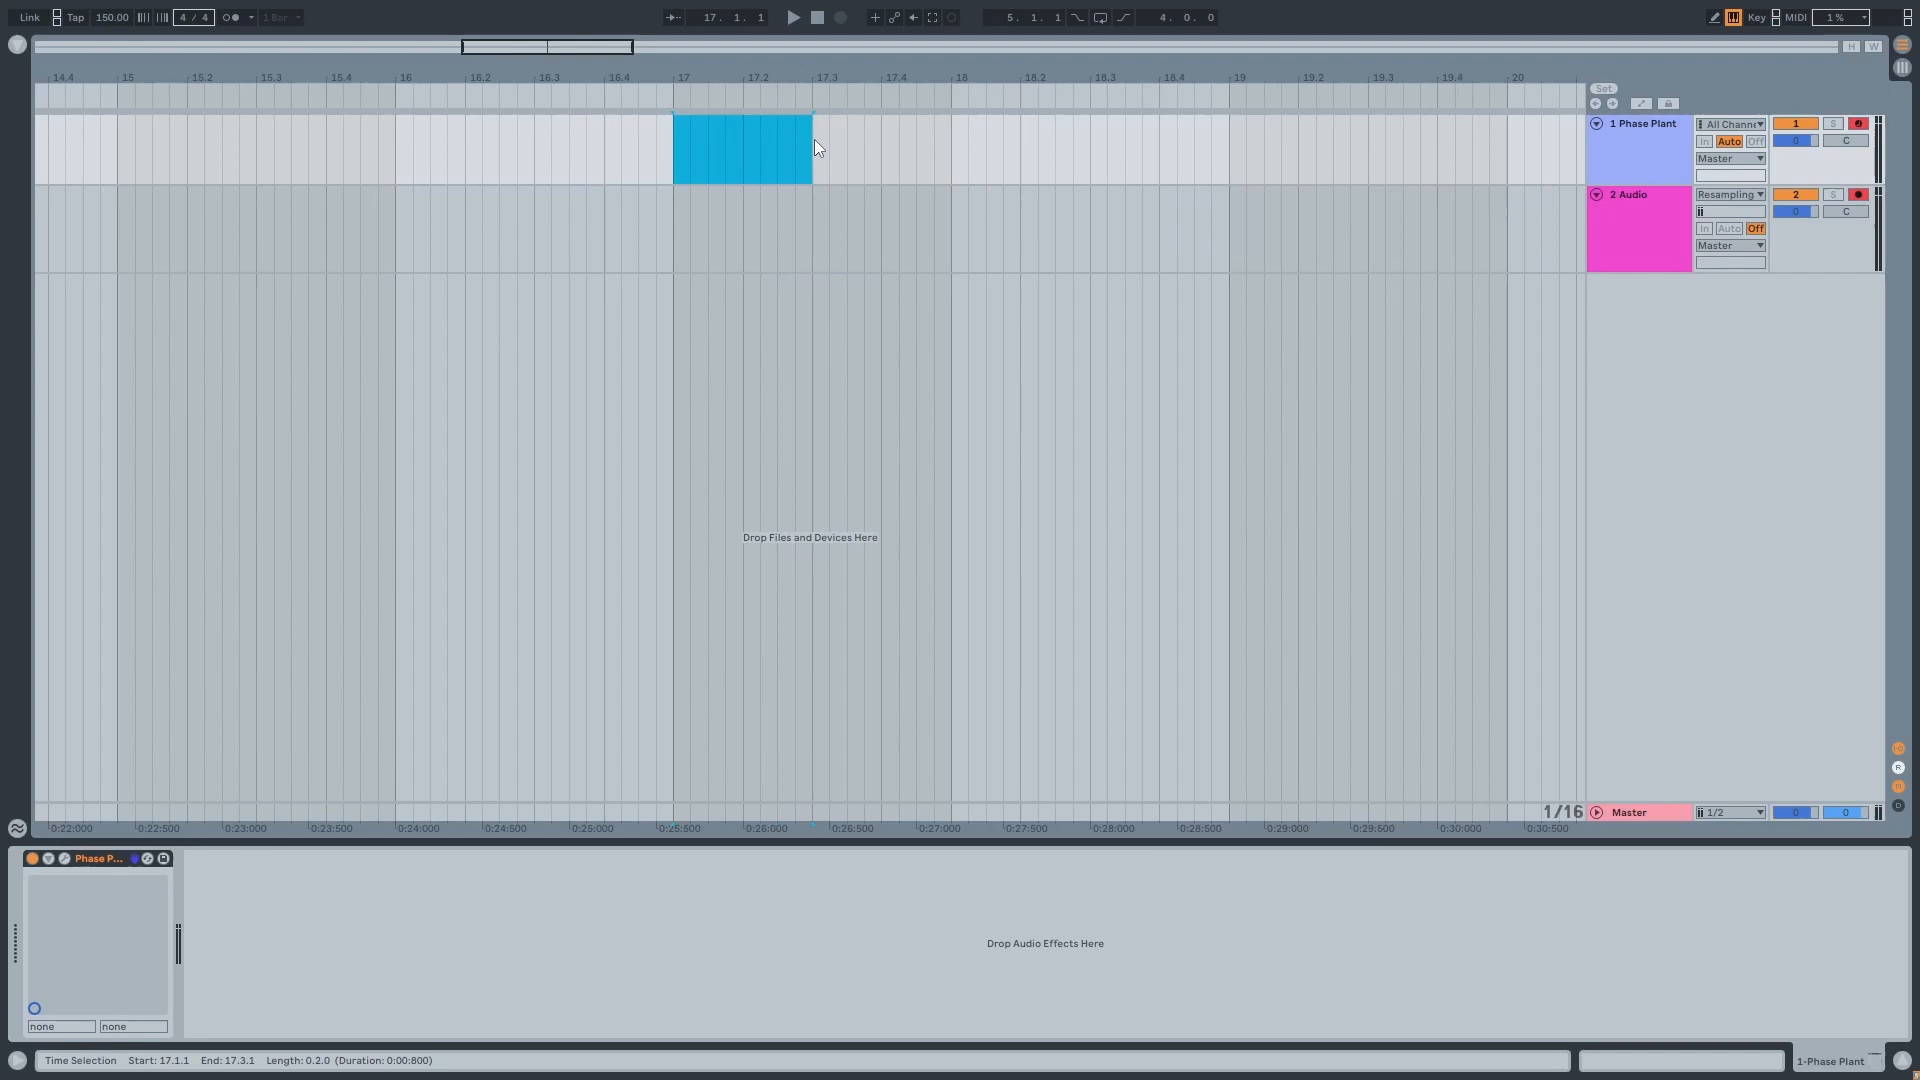 Link Tap 150.00 4 / 4 1 Bar 17. 1. 1 5. 1. 1 4. 0. 0 Key MIDI 1 %
H W
14.4 15 15.2 15.3 15.4 16 16.2 16.3 16.4 17 17.2 17.3 17.4 18 18.2 18.3 18.4 19 19.2 19.3 19.4 20
Set
1 Phase Plant All Channe 1 S
In Auto Off 0 C
Master
2 Audio Resampling 2 S
0 C
In Auto Off
Master
Drop Files and Devices Here
R
D
1/16 Master 1/2 0 0
0:22:000 0:22:500 0:23:000 0:23:500 0:24:000 0:24:500 0:25:000 0:25:500 0:26:000 0:26:500 0:27:000 0:27:500 0:28:000 0:28:500 0:29:000 0:29:500 0:30:000 0:30:500
Phase P...
Drop Audio Effects Here
none none
Time Selection Start: 17.1.1 End: 17.3.1 Length: 0.2.0 (Duration: 0:00:800)
1-Phase Plant